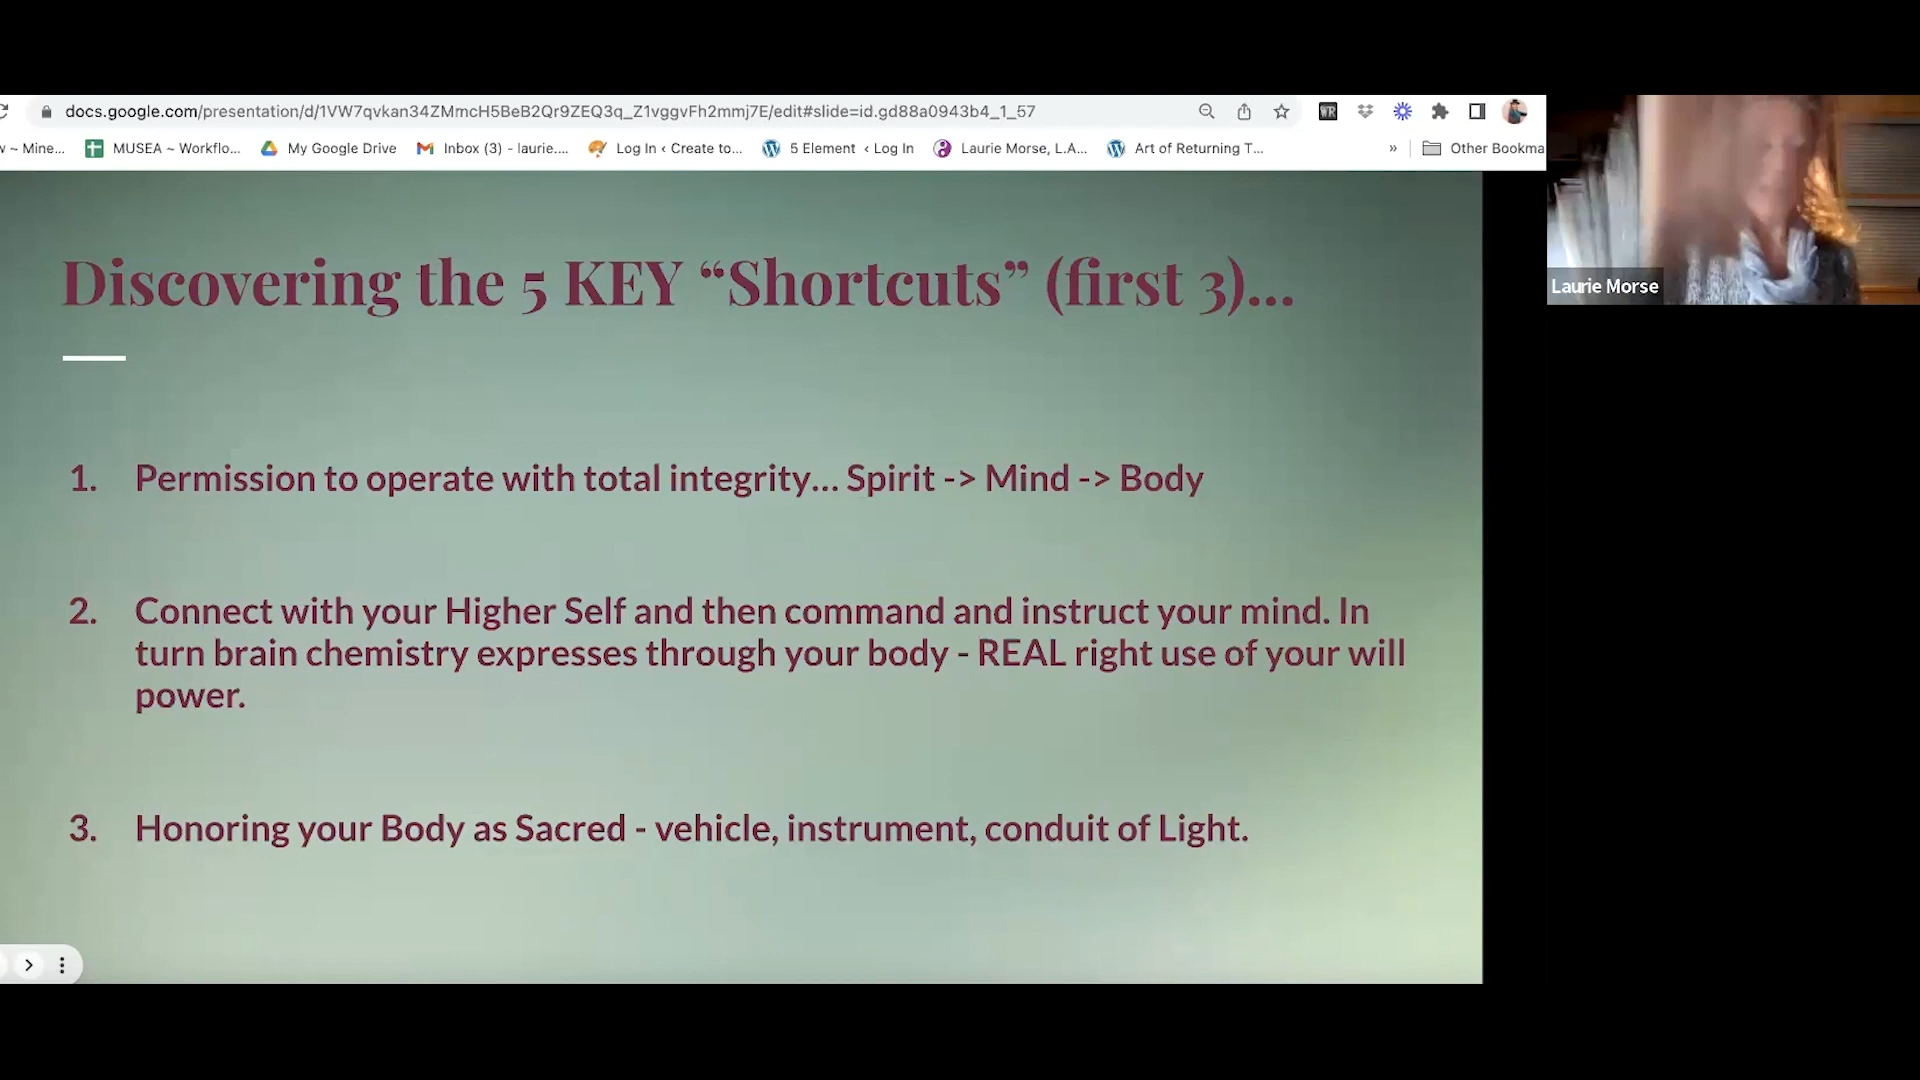 docs.google.com/presentation/d/1VW7qvkan34ZMmcH5BeB2Qr9ZEQ3q_Z1vggvFh2mmj7E/edit#slide=id.gd88a0943b4_1_57
WR
~ Mine... MUSEA ~ Workflo... My Google Drive Inbox (3) - laurie.... Log In ‹ Create to... 5 Element ‹ Log In Laurie Morse, L.A... Art of Returning T... » Other Bookma
Laurie Morse
Discovering the 5 KEY “Shortcuts” (first 3)...
1. Permission to operate with total integrity... Spirit -> Mind -> Body
2. Connect with your Higher Self and then command and instruct your mind. In
turn brain chemistry expresses through your body - REAL right use of your will
power.
3. Honoring your Body as Sacred - vehicle, instrument, conduit of Light.